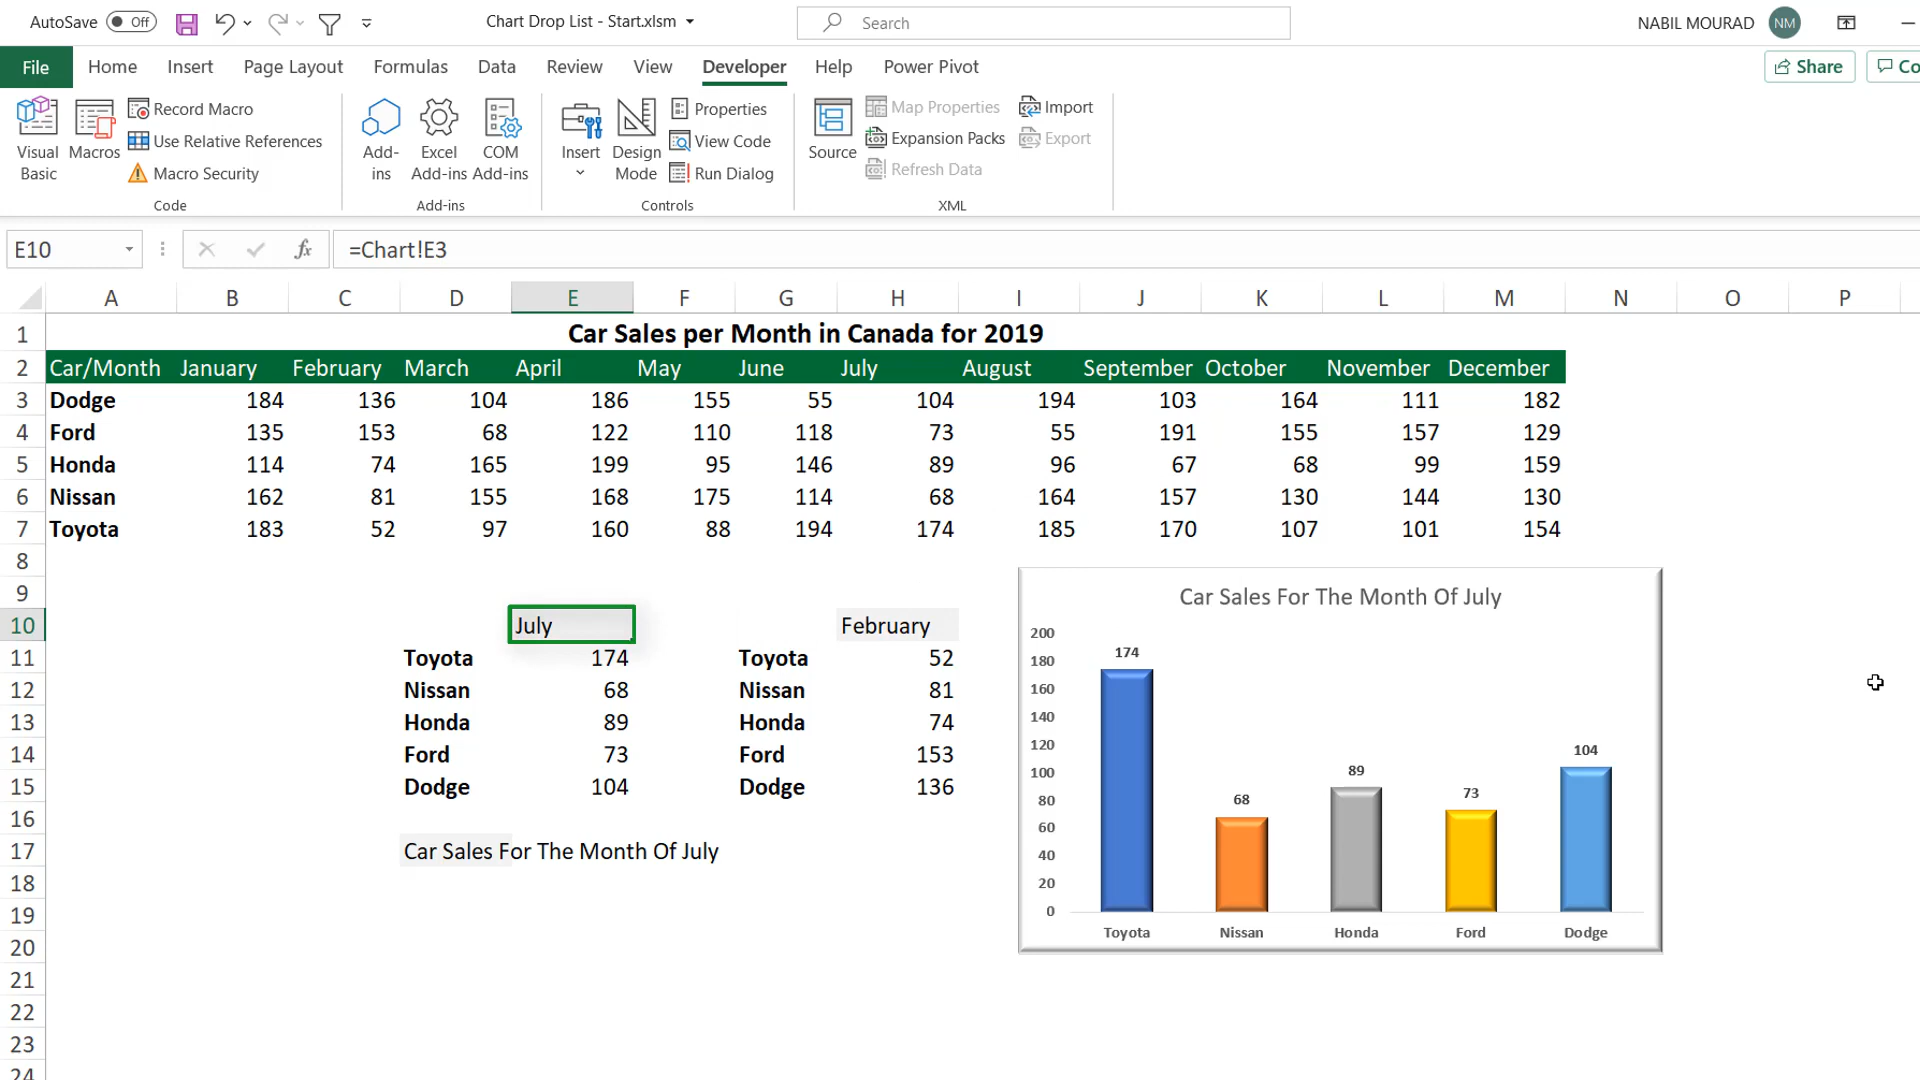 AutoSave Off
Chart Drop List - Start.xlsm
Search
NABIL MOURAD NM
File Home Insert Page Layout Formulas Data Review View Developer Help Power Pivot Share Co
Visual Basic
Macros
Record Macro
Use Relative References
Macro Security
Code
Add-ins
Excel Add-ins
COM Add-ins
Add-ins
Insert
Design Mode
Properties
View Code
Run Dialog
Controls
Source
Map Properties
Expansion Packs
Refresh Data
Import
Export
XML
E10 fx =Chart!E3
A B C D E F G H I J K L M N O P
1 Car Sales per Month in Canada for 2019
2 Car/Month January February March April May June July August September October November December
3 Dodge 184 136 104 186 155 55 104 194 103 164 111 182
4 Ford 135 153 68 122 110 118 73 55 191 155 157 129
5 Honda 114 74 165 199 95 146 89 96 67 68 99 159
6 Nissan 162 81 155 168 175 114 68 164 157 130 144 130
7 Toyota 183 52 97 160 88 194 174 185 170 107 101 154
8
9
10 July February
11 Toyota 174 Toyota 52
12 Nissan 68 Nissan 81
13 Honda 89 Honda 74
14 Ford 73 Ford 153
15 Dodge 104 Dodge 136
16
17 Car Sales For The Month Of July
18
19
20
21
22
23
24
Car Sales For The Month Of July
200
180
160
140
120
100
80
60
40
20
0
174 68 89 73 104
Toyota Nissan Honda Ford Dodge